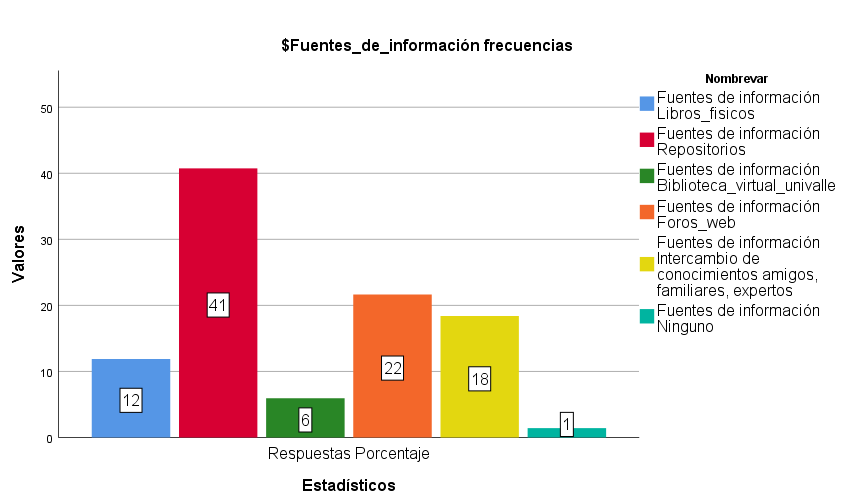 $Fuentes_de_información frecuencias
Valores
50
40
30
20
10
0
12
41
6
22
18
1
Respuestas Porcentaje
Estadísticos
Nombrevar
Fuentes de información
Libros_fisicos
Fuentes de información
Repositorios
Fuentes de información
Biblioteca_virtual_univalle
Fuentes de información
Foros_web
Fuentes de información
Intercambio de
conocimientos amigos,
familiares, expertos
Fuentes de información
Ninguno